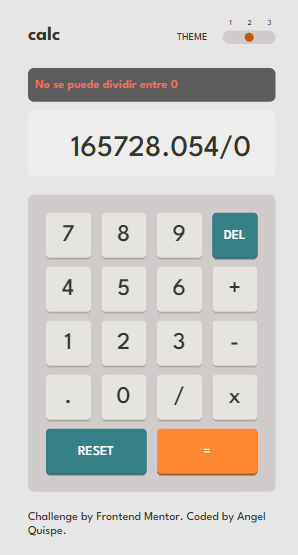 1 2 3
calc THEME
No se puede dividir entre 0
165728.054/0
7 8 9 DEL
4 5 6 +
1 2 3 -
. 0 / x
RESET =
Challenge by Frontend Mentor. Coded by Angel
Quispe.